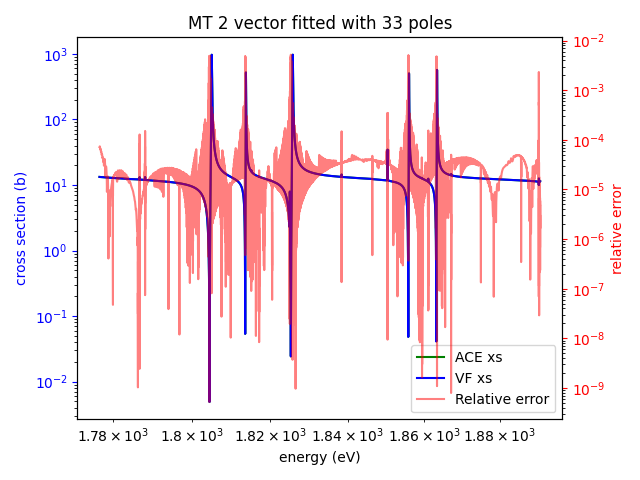 MT 2 vector fitted with 33 poles
10³
10²
10¹
10⁰
10⁻¹
10⁻²
cross section (b)
10⁻²
10⁻³
10⁻⁴
10⁻⁵
10⁻⁶
10⁻⁷
10⁻⁸
10⁻⁹
relative error
ACE xs
VF xs
Relative error
1.78 × 10³ 1.8 × 10³ 1.82 × 10³ 1.84 × 10³ 1.86 × 10³ 1.88 × 10³
energy (eV)